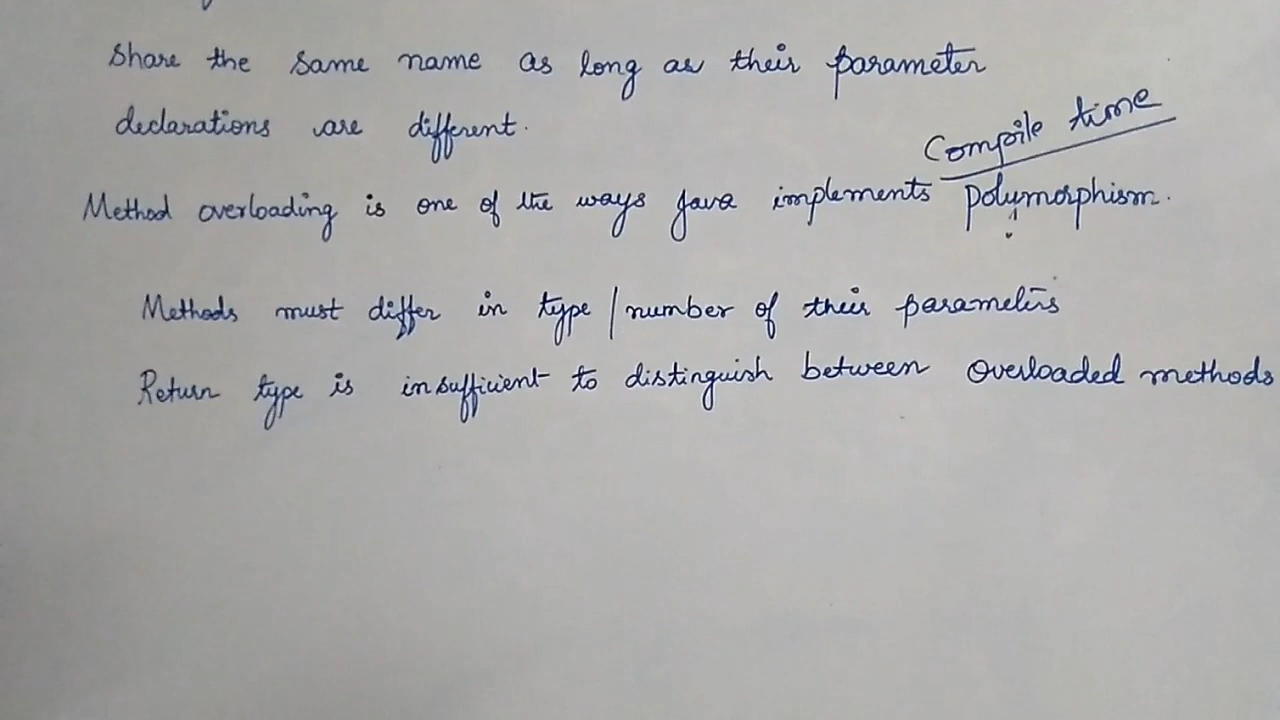 Share the same name as long as their parameter
declarations are different.
Compile time
Method overloading is one of the ways Java implements polymorphism.
Methods must differ in type / number of their parameters
Return type is insufficient to distinguish between overloaded methods